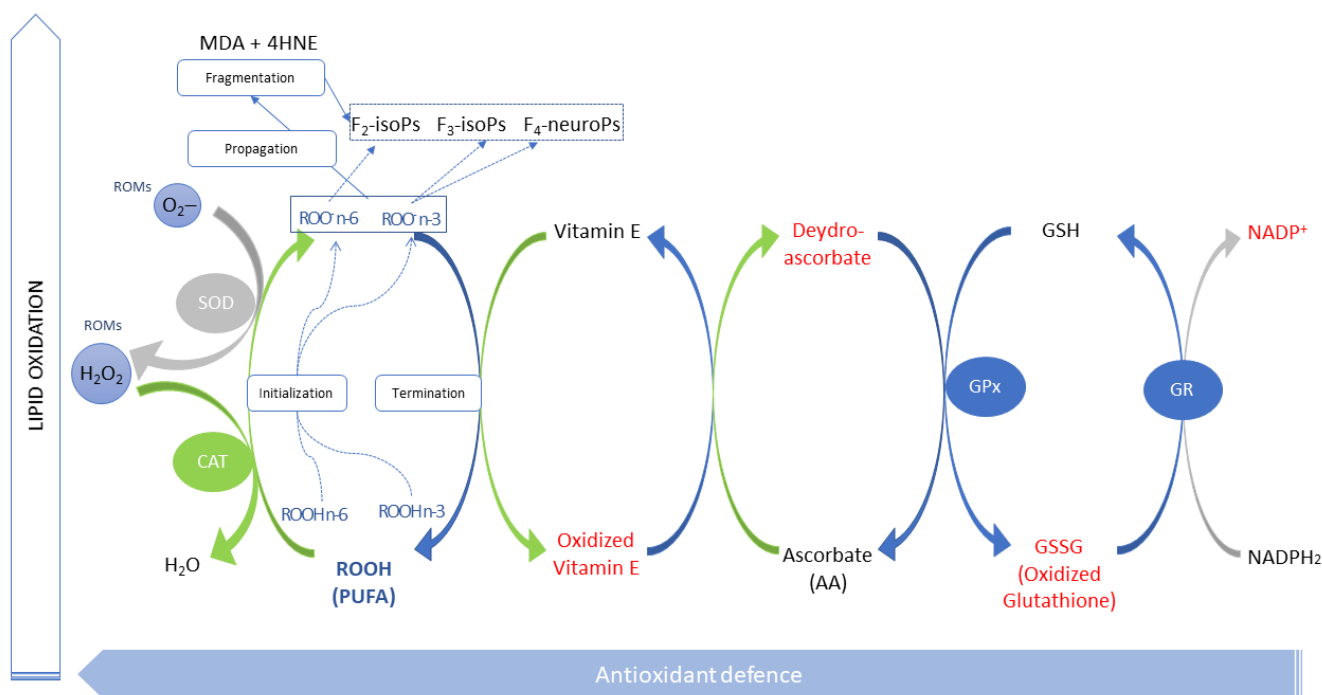 MDA + 4HNE
Fragmentation
F₂-isoPs F₃-isoPs F₄-neuroPs
Propagation
ROMs
O₂–
ROO· n-6 ROO· n-3
Vitamin E
Deydro-
ascorbate
GSH
NADP⁺
SOD
ROMs
H₂O₂
Initialization
Termination
GPx
GR
CAT
ROOHn-6 ROOHn-3
H₂O
ROOH
(PUFA)
Oxidized
Vitamin E
Ascorbate
(AA)
GSSG
(Oxidized
Glutathione)
NADPH₂
LIPID OXIDATION
Antioxidant defence